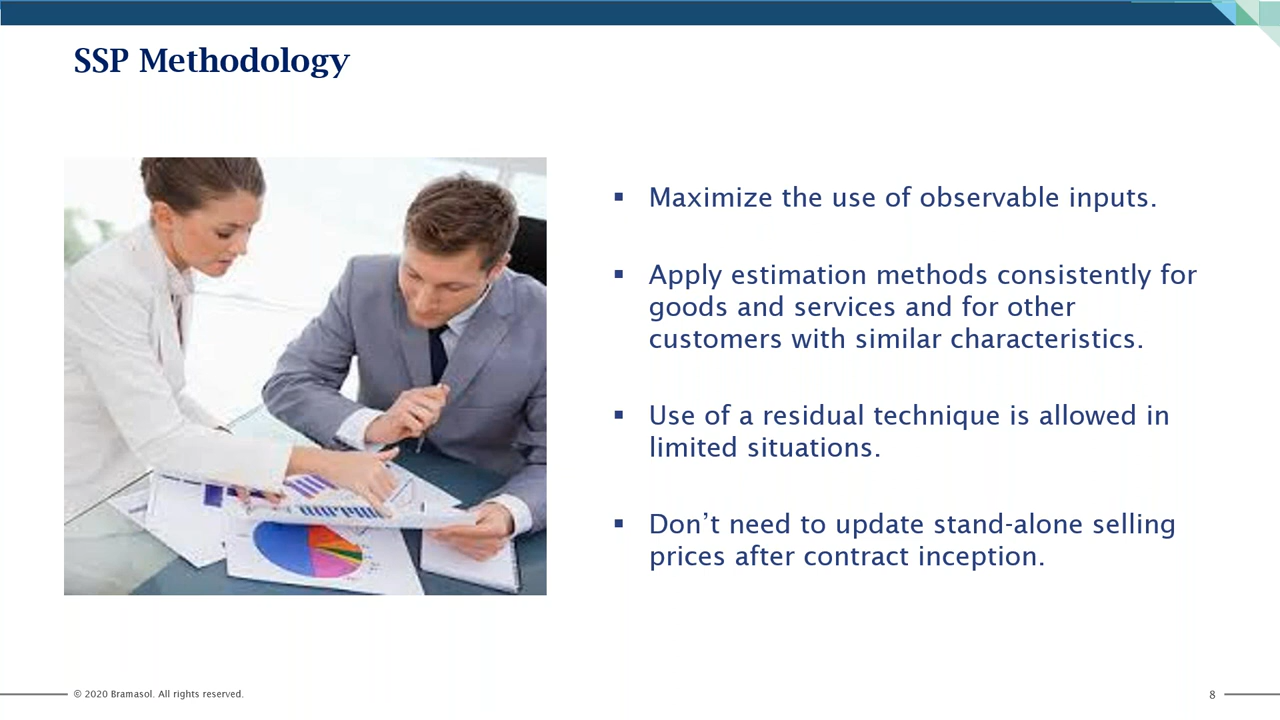 SSP Methodology
▪ Maximize the use of observable inputs.
▪ Apply estimation methods consistently for
goods and services and for other
customers with similar characteristics.
▪ Use of a residual technique is allowed in
limited situations.
▪ Don’t need to update stand-alone selling
prices after contract inception.
© 2020 Bramasol. All rights reserved.
8